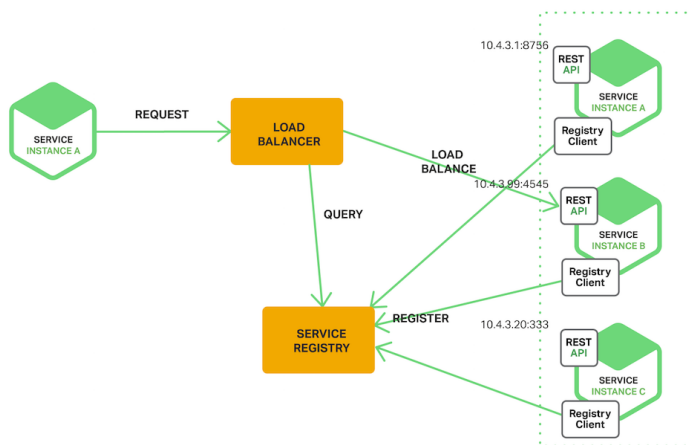 10.4.3.1:8756
REST
API
SERVICE
INSTANCE A
Registry
Client
SERVICE
INSTANCE A
REQUEST
LOAD
BALANCER
LOAD
BALANCE
10.4.3.99:4545
REST
API
SERVICE
INSTANCE B
Registry
Client
QUERY
SERVICE
REGISTRY
REGISTER
10.4.3.20:333
REST
API
SERVICE
INSTANCE C
Registry
Client